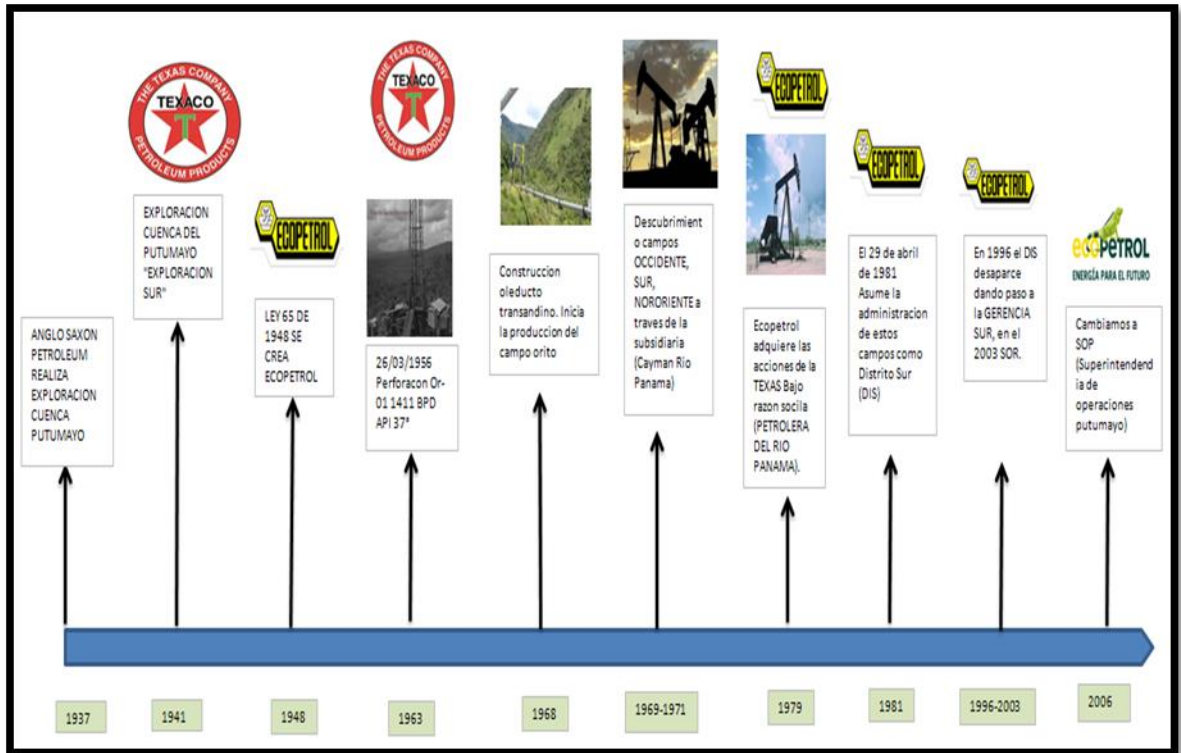 THE TEXAS COMPANY
TEXACO
T
PETROLEUM PRODUCTS
THE TEXAS COMPANY
TEXACO
T
PETROLEUM PRODUCTS
ECOPETROL
ECOPETROL
ECOPETROL
ECOPETROL
ecoPETROL
ENERGÍA PARA EL FUTURO
ANGLO SAXON
PETROLEUM
REALIZA
EXPLORACION
CUENCA
PUTUMAYO
EXPLORACION
CUENCA DEL
PUTUMAYO
"EXPLORACION
SUR"
LEY 65 DE
1948 SE
CREA
ECOPETROL
26/03/1956
Perforacon Or-
01 1411 BPD
API 37°
Construccion
oleducto
transandino. Inicia
la produccion del
campo orito
Descubrimient
o campos
OCCIDENTE,
SUR,
NORORIENTE a
traves de la
subsidiaria
(Cayman Rio
Panama)
Ecopetrol
adquiere las
acciones de la
TEXAS Bajo
razon socila
(PETROLERA
DEL RIO
PANAMA).
El 29 de abril
de 1981
Asume la
administracion
de estos
campos como
Distrito Sur
(DIS)
En 1996 el DIS
desaparce
dando paso a
la GERENCIA
SUR, en el
2003 SOR.
Cambiamos a
SOP
(Superintendend
ia de
operaciones
putumayo)
1937
1941
1948
1963
1968
1969-1971
1979
1981
1996-2003
2006